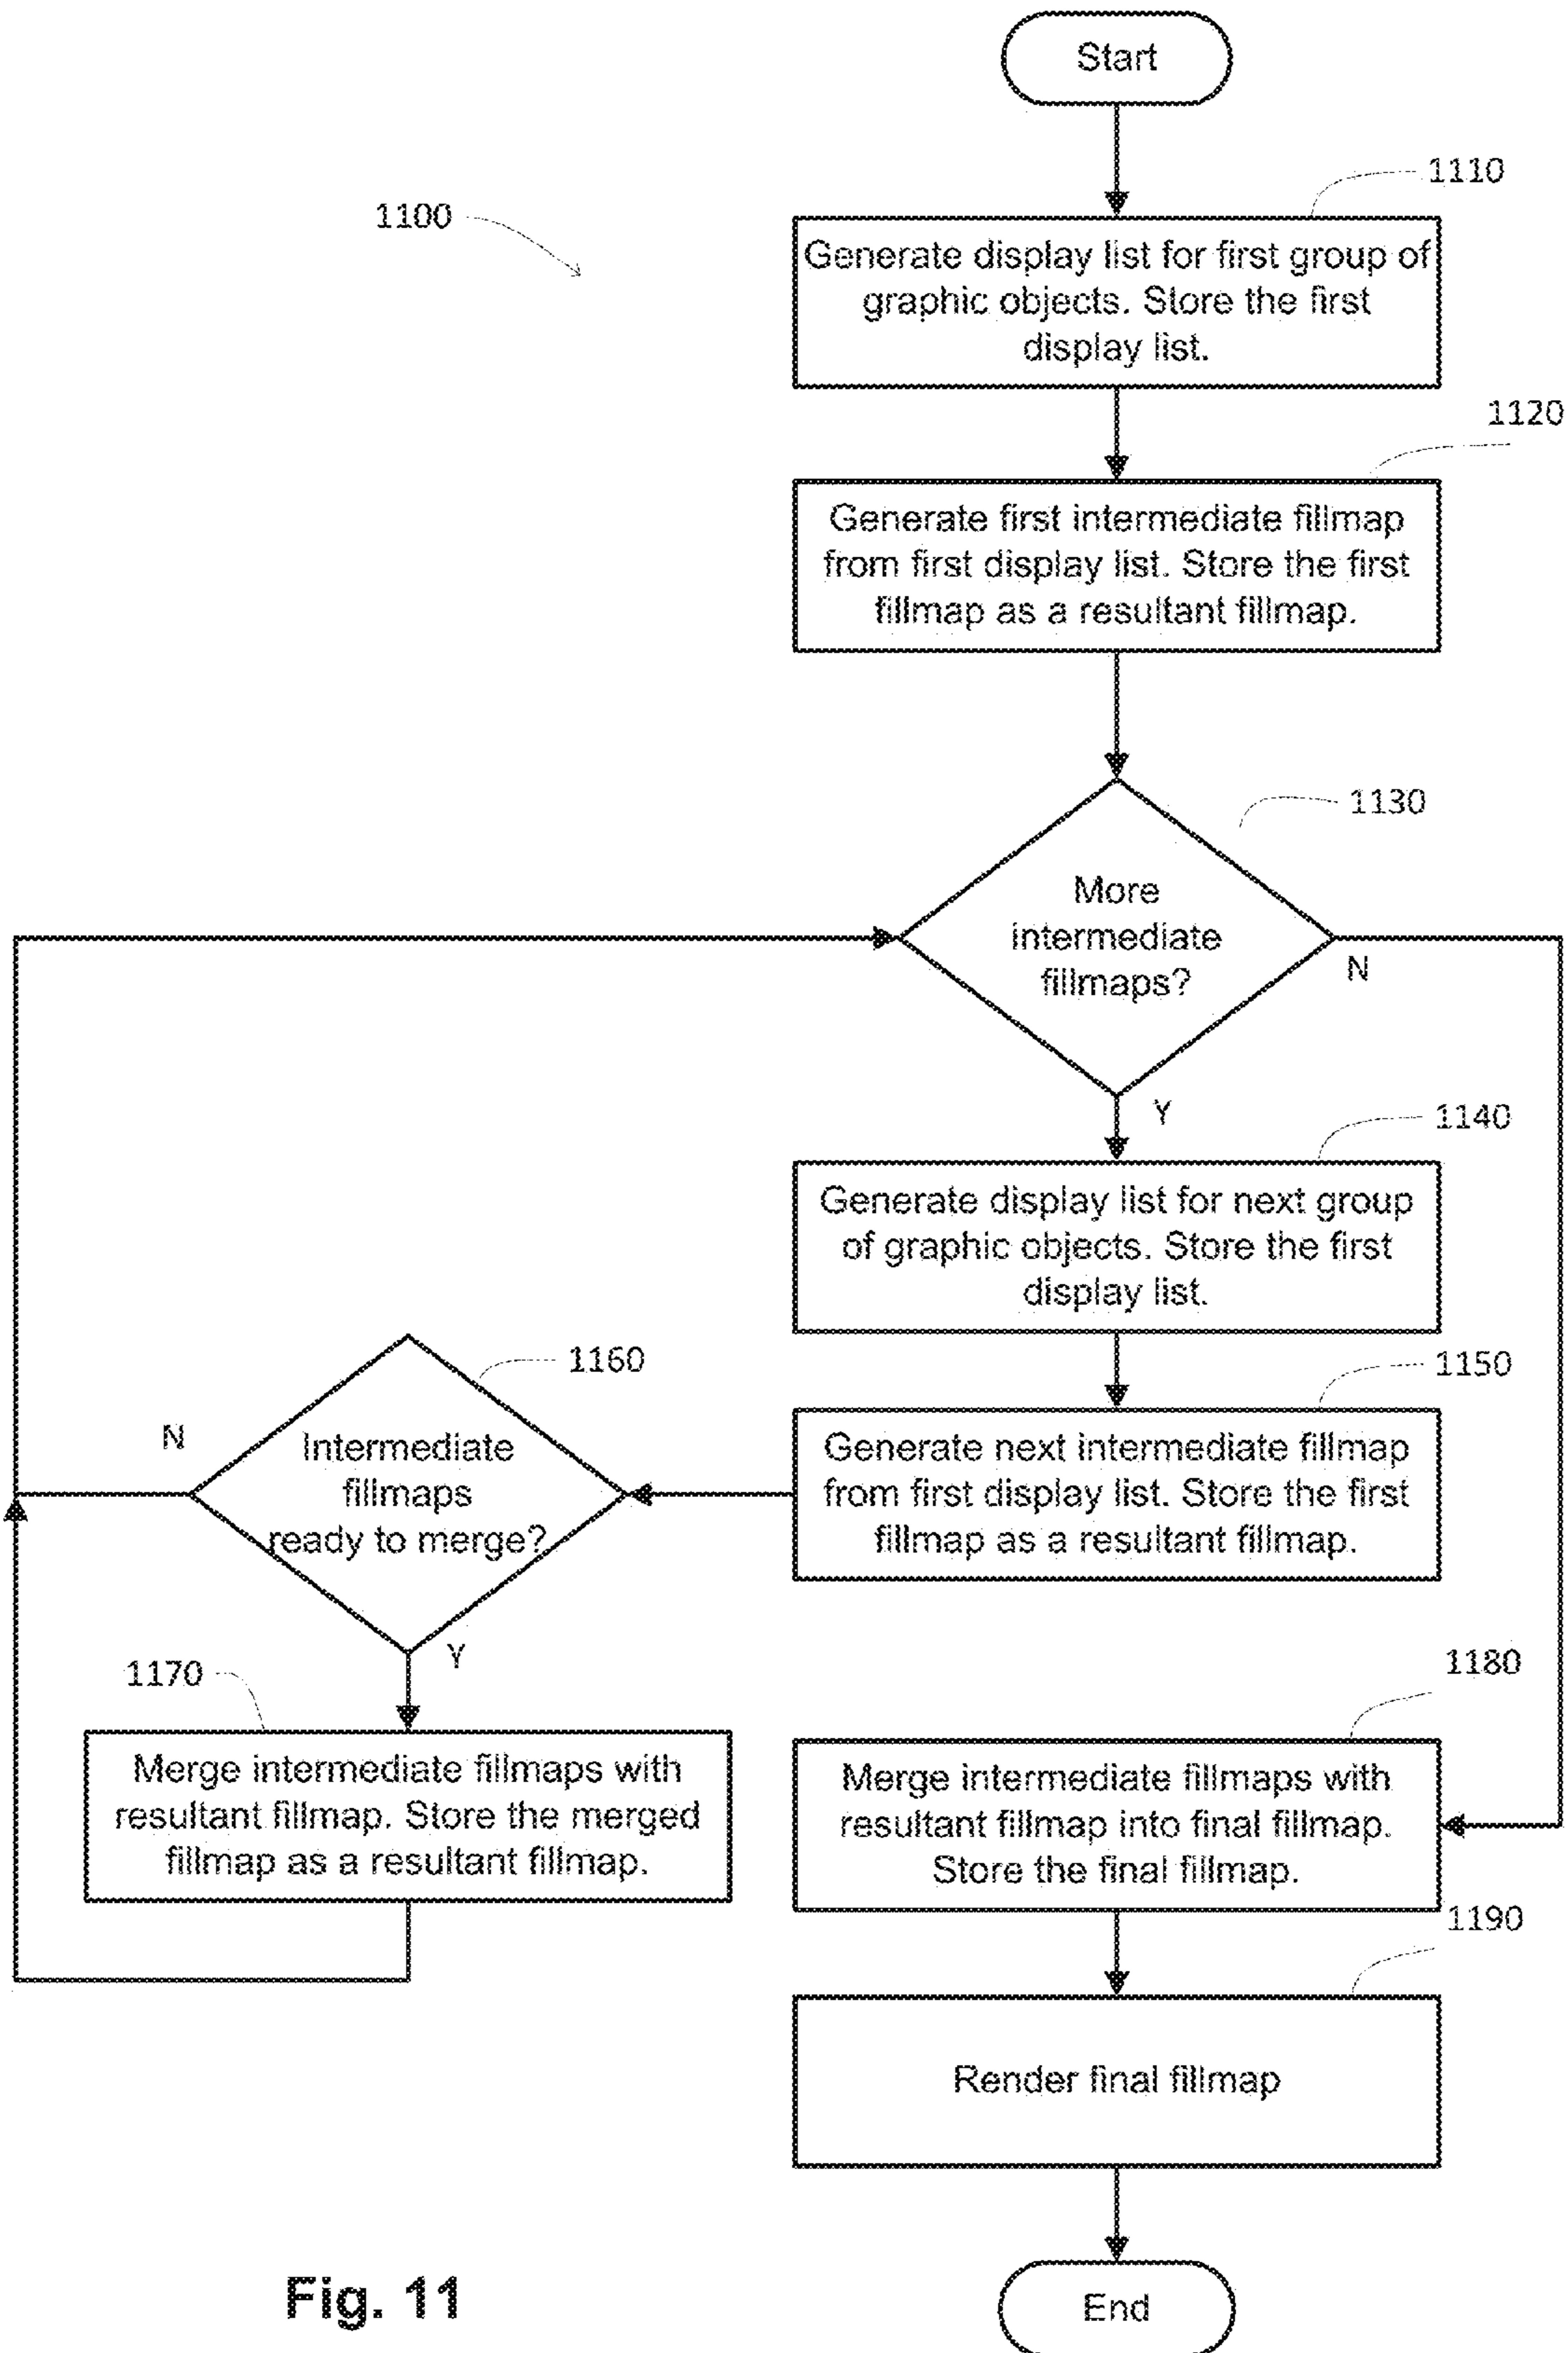 Start
1100
1110
Generate display list for first group of
graphic objects. Store the first
display list.
1120
Generate first intermediate fillmap
from first display list. Store the first
fillmap as a resultant fillmap.
1130
More
intermediate
fillmaps?
N
Y
1140
Generate display list for next group
of graphic objects. Store the first
display list.
1150
Generate next intermediate fillmap
from first display list. Store the first
fillmap as a resultant fillmap.
1160
Intermediate
fillmaps
ready to merge?
N
Y
1170
Merge intermediate fillmaps with
resultant fillmap. Store the merged
fillmap as a resultant fillmap.
1180
Merge intermediate fillmaps with
resultant fillmap into final fillmap.
Store the final fillmap.
1190
Render final fillmap
End
Fig. 11